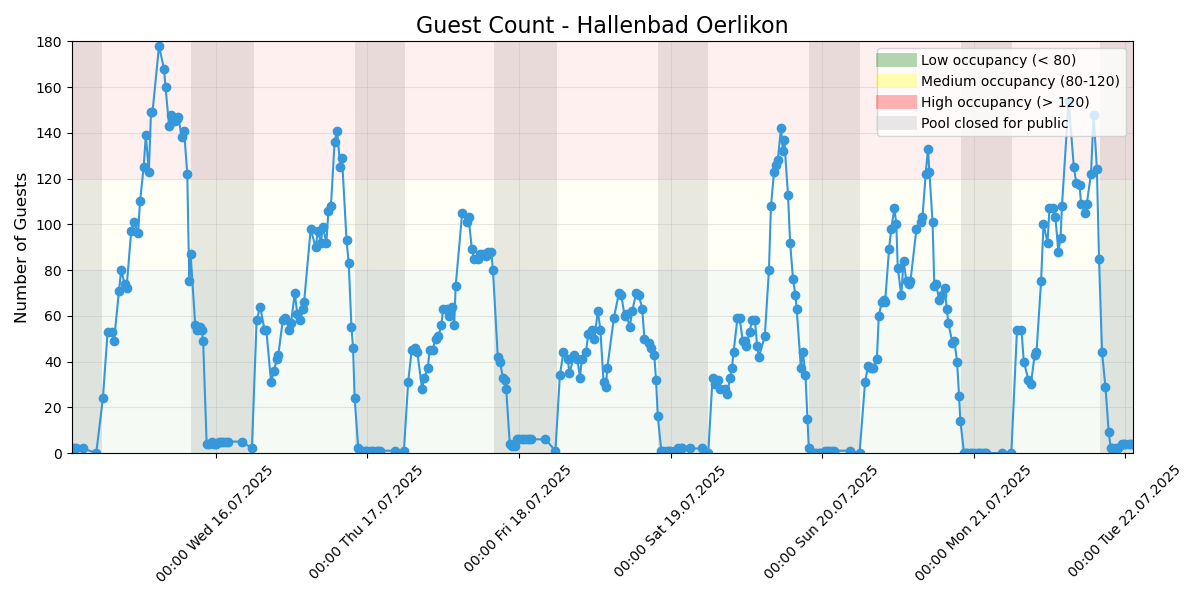 Guest Count - Hallenbad Oerlikon
Number of Guests
180
160
140
120
100
80
60
40
20
0
Low occupancy (< 80)
Medium occupancy (80-120)
High occupancy (> 120)
Pool closed for public
00:00 Wed 16.07.2025
00:00 Thu 17.07.2025
00:00 Fri 18.07.2025
00:00 Sat 19.07.2025
00:00 Sun 20.07.2025
00:00 Mon 21.07.2025
00:00 Tue 22.07.2025